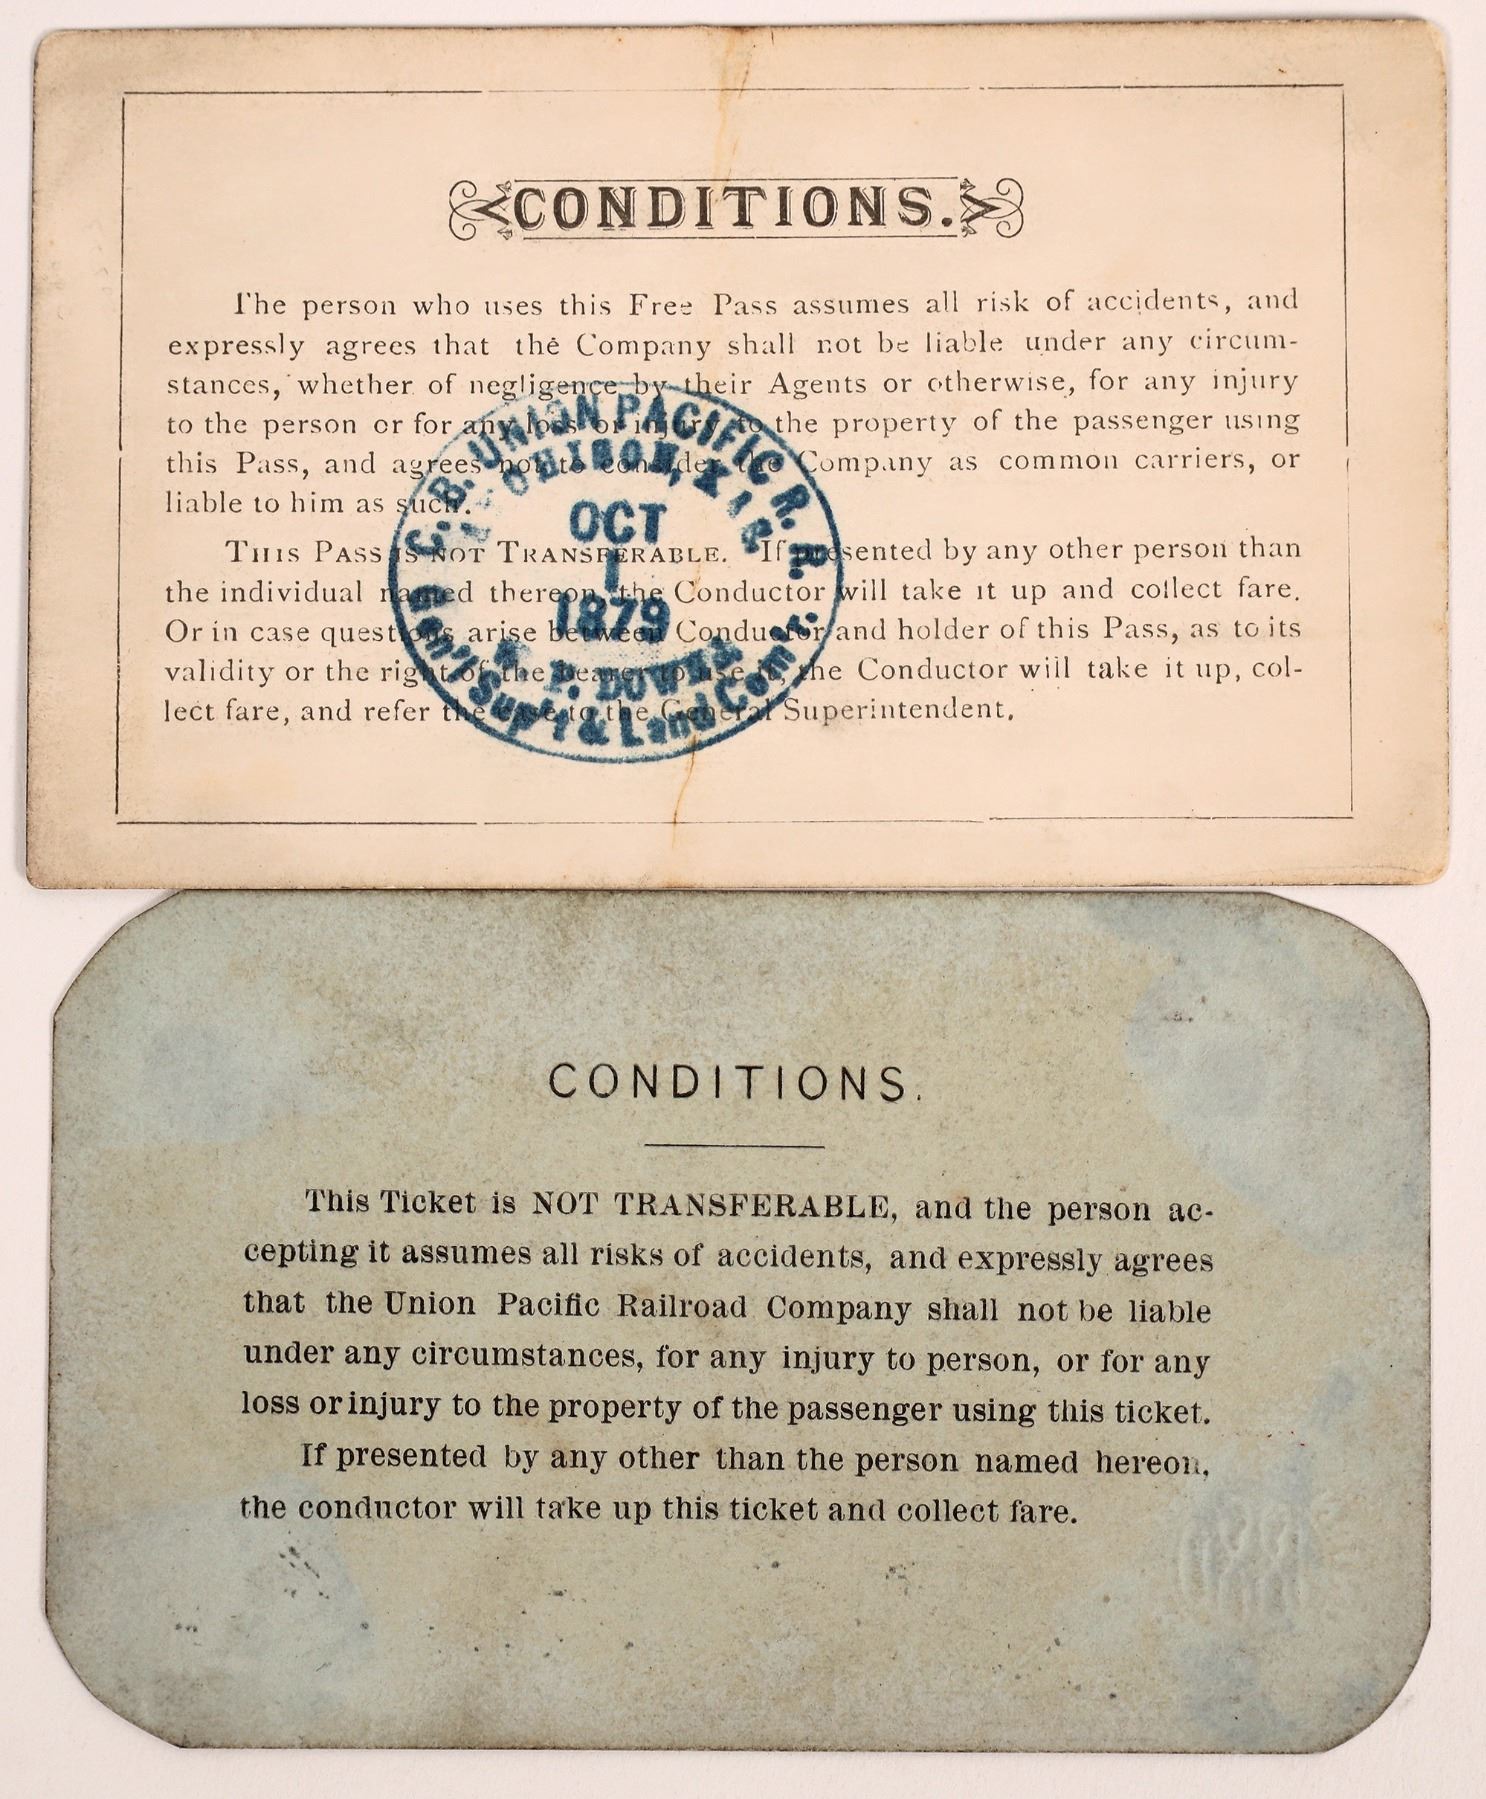 CONDITIONS.
The person who uses this Free Pass assumes all risk of accidents, and
expressly agrees that the Company shall not be liable under any circum-
stances, whether of negligence by their Agents or otherwise, for any injury
to the person or for any loss or injury to the property of the passenger using
this Pass, and agrees not to consider the Company as common carriers, or
liable to him as such.
THIS PASS IS NOT TRANSFERABLE. If presented by any other person than
the individual named thereon, the Conductor will take it up and collect fare.
Or in case questions arise between Conductor and holder of this Pass, as to its
validity or the right of the bearer to use it, the Conductor will take it up, col-
lect fare, and refer the case to the General Superintendent.
C. B. UNION PACIFIC R. R.
OCT
1
1879
Gen'l Sup't & Land Com'r.
CONDITIONS.
This Ticket is NOT TRANSFERABLE, and the person ac-
cepting it assumes all risks of accidents, and expressly agrees
that the Union Pacific Railroad Company shall not be liable
under any circumstances, for any injury to person, or for any
loss or injury to the property of the passenger using this ticket.
If presented by any other than the person named hereon,
the conductor will take up this ticket and collect fare.